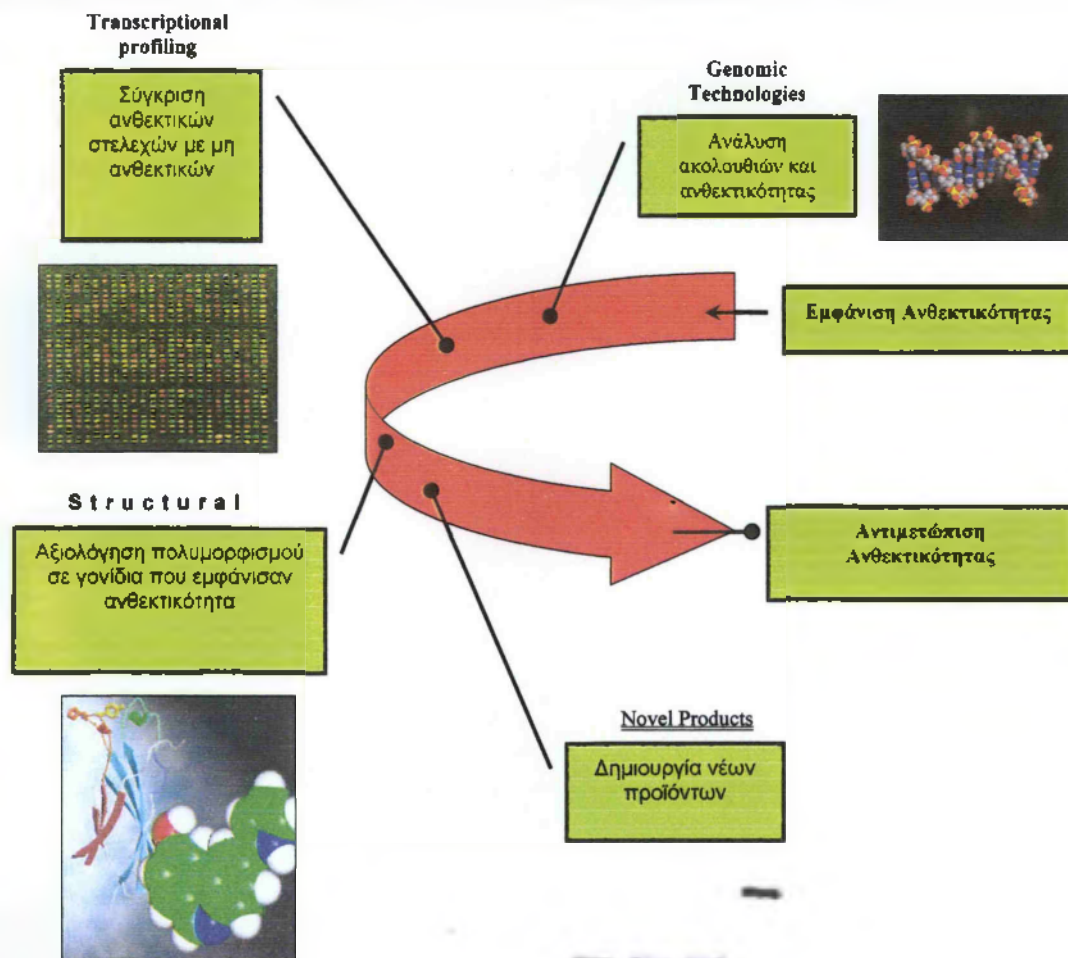 Transcriptional
profiling
Σύγκριση
ανθεκτικών
στελεχών με μη
ανθεκτικών
Genomic
Technologies
Ανάλυση
ακολουθιών και
ανθεκτικότητας
Εμφάνιση Ανθεκτικότητας
Structural
Αξιολόγηση πολυμορφισμού
σε γονίδια που εμφάνισαν
ανθεκτικότητα
Αντιμετώπιση
Ανθεκτικότητας
Novel Products
Δημιουργία νέων
προϊόντων